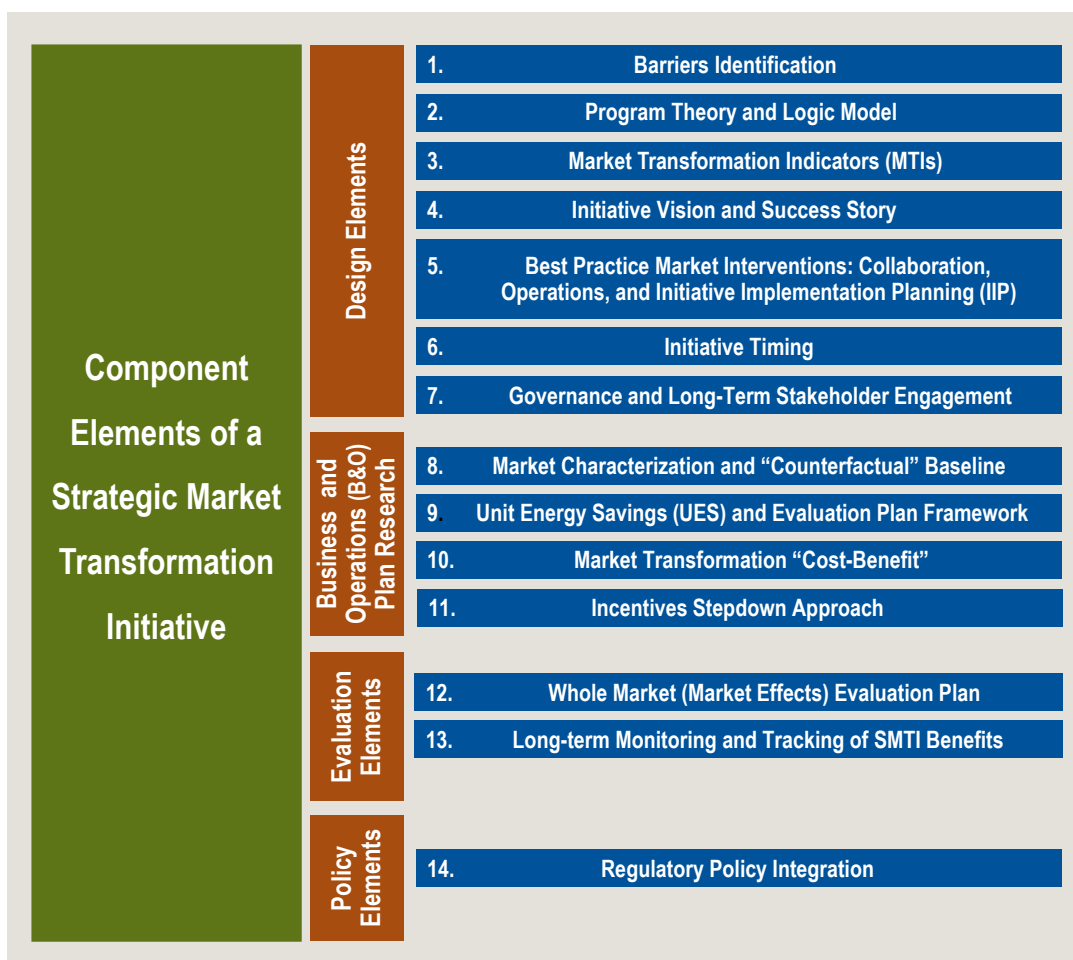 Component
Elements of a
Strategic Market
Transformation
Initiative
Design Elements
1. Barriers Identification
2. Program Theory and Logic Model
3. Market Transformation Indicators (MTIs)
4. Initiative Vision and Success Story
5. Best Practice Market Interventions: Collaboration,
Operations, and Initiative Implementation Planning (IIP)
6. Initiative Timing
7. Governance and Long-Term Stakeholder Engagement
Business and
Operations (B&O)
Plan Research
8. Market Characterization and “Counterfactual” Baseline
9. Unit Energy Savings (UES) and Evaluation Plan Framework
10. Market Transformation “Cost-Benefit”
11. Incentives Stepdown Approach
Evaluation
Elements
12. Whole Market (Market Effects) Evaluation Plan
13. Long-term Monitoring and Tracking of SMTI Benefits
Policy
Elements
14. Regulatory Policy Integration